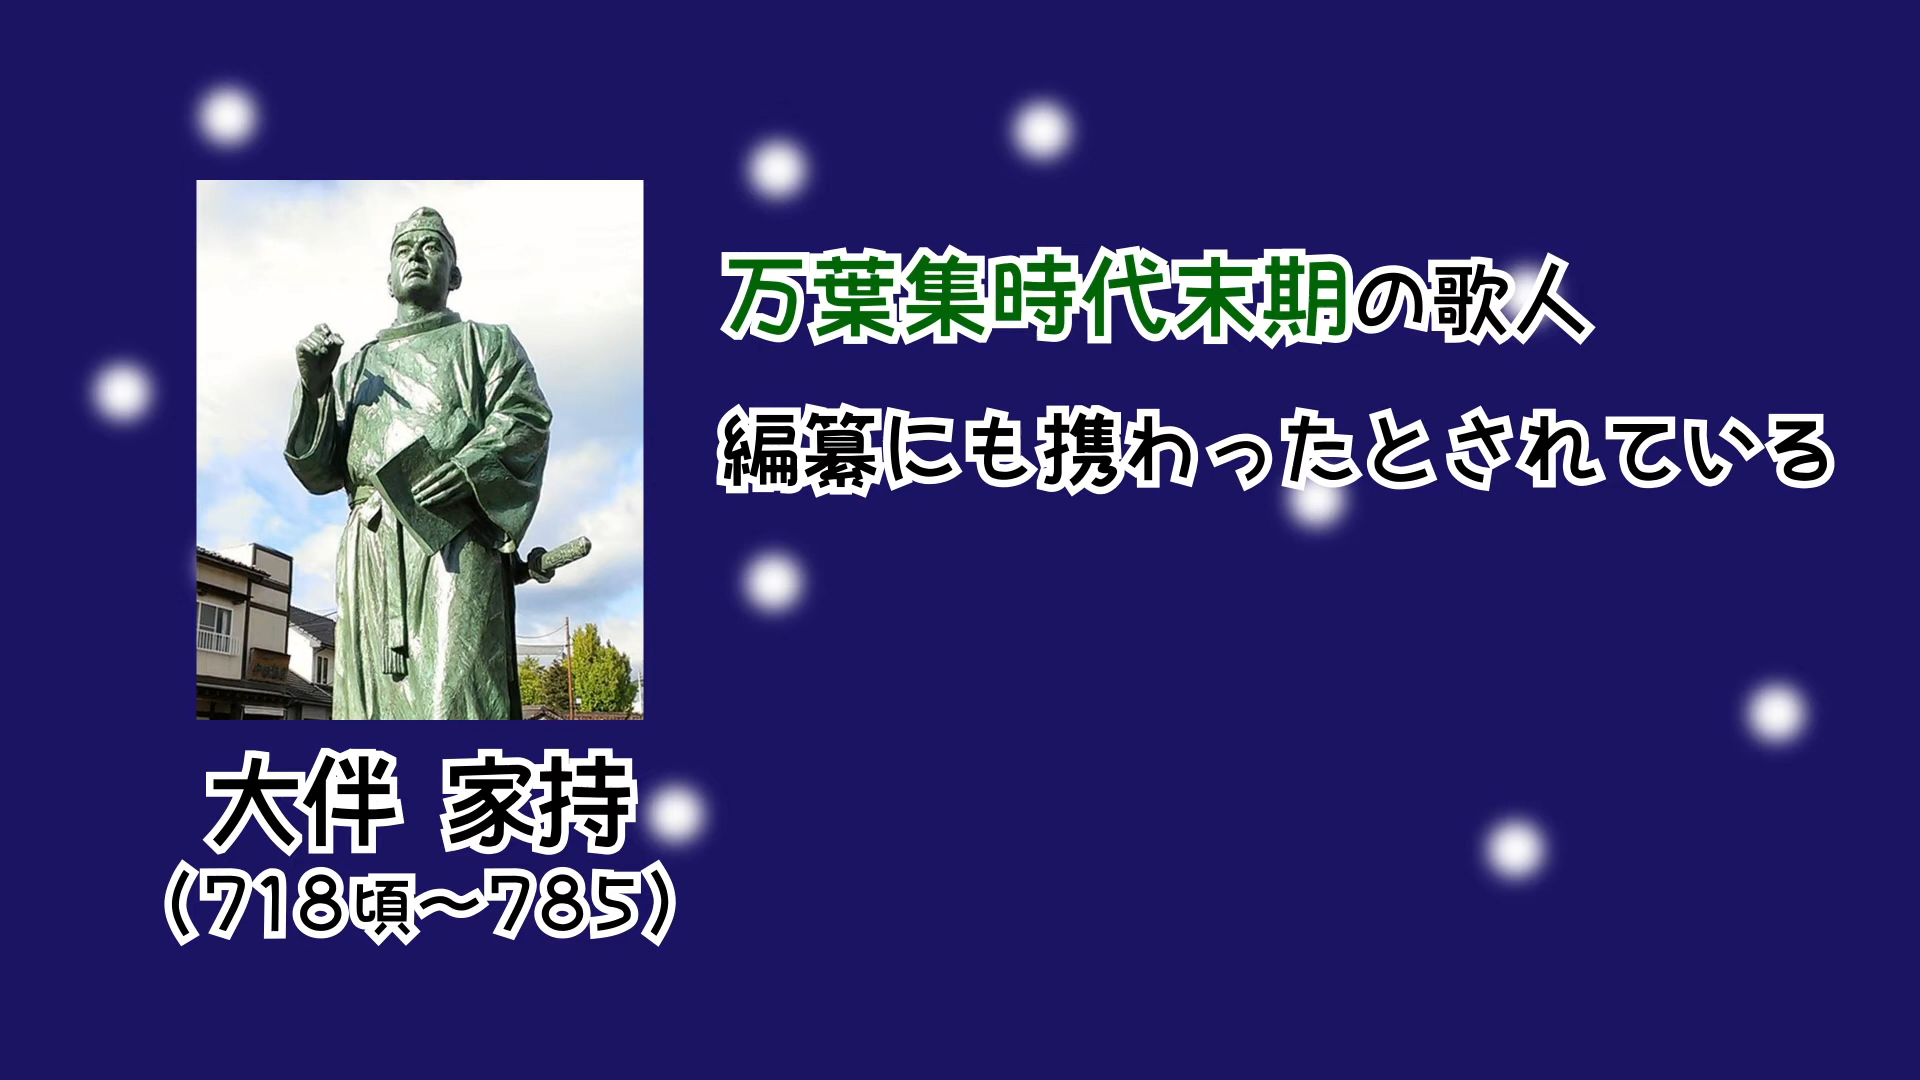 万葉集時代末期の歌人
編纂にも携わったとされている
大伴 家持
(718頃～785)